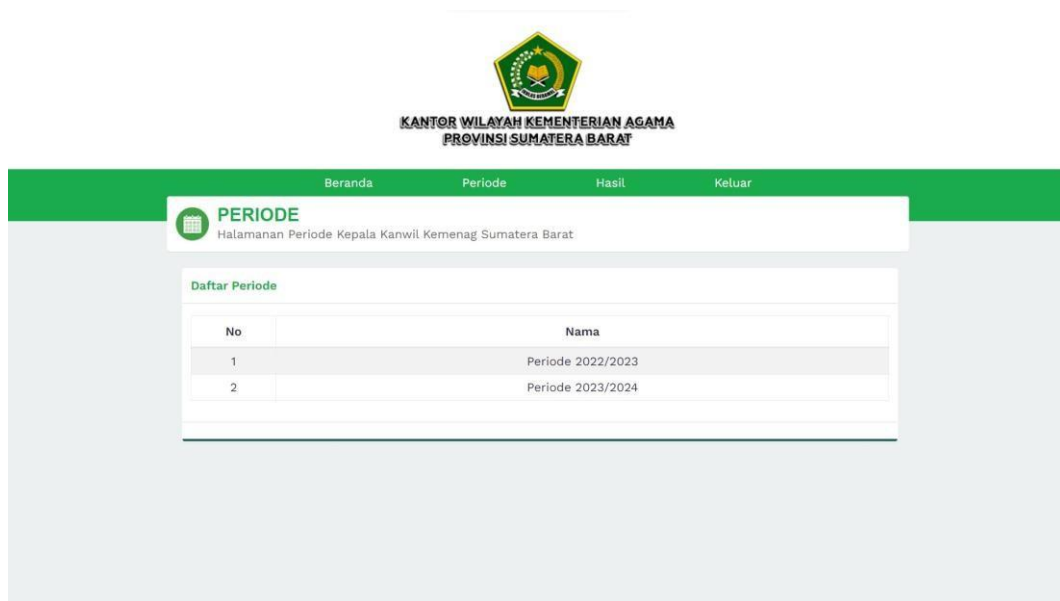 KANTOR WILAYAH KEMENTERIAN AGAMA
PROVINSI SUMATERA BARAT
Beranda Periode Hasil Keluar
PERIODE
Halamanan Periode Kepala Kanwil Kemenag Sumatera Barat
Daftar Periode
No Nama
1 Periode 2022/2023
2 Periode 2023/2024